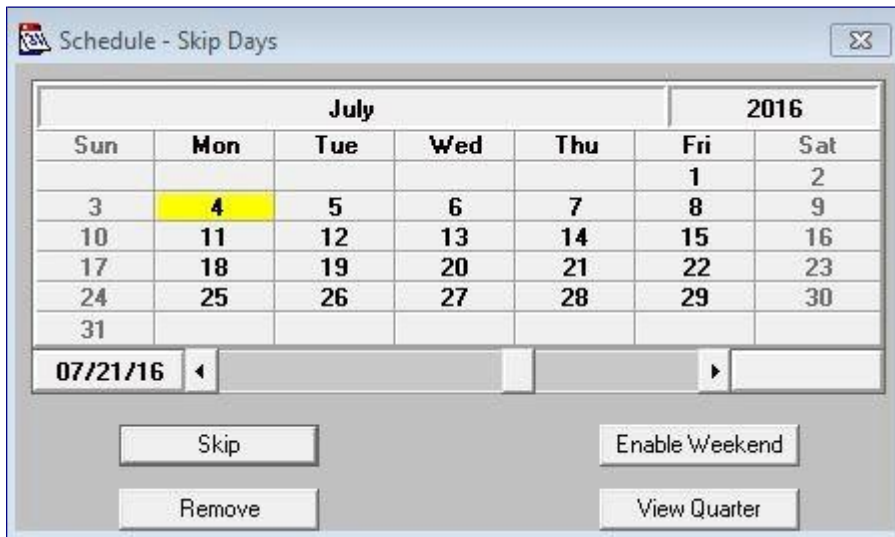 Schedule - Skip Days
July 2016
Sun Mon Tue Wed Thu Fri Sat
1 2
3 4 5 6 7 8 9
10 11 12 13 14 15 16
17 18 19 20 21 22 23
24 25 26 27 28 29 30
31
07/21/16
Skip Enable Weekend
Remove View Quarter